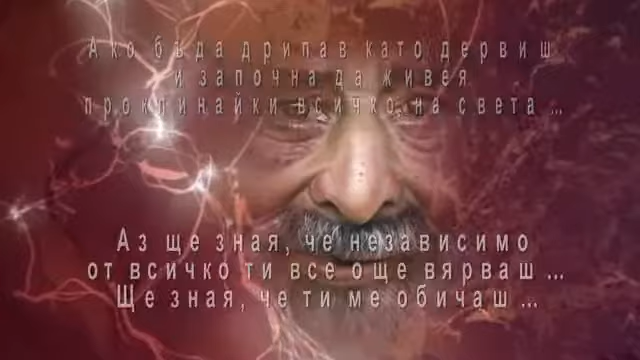 Ако бъда дрипав като дервиш
и започна да живея
проклинайки всичко на света ...
Аз ще зная, че независимо
от всичко ти все още вярваш ...
Ще зная, че ти ме обичаш ...